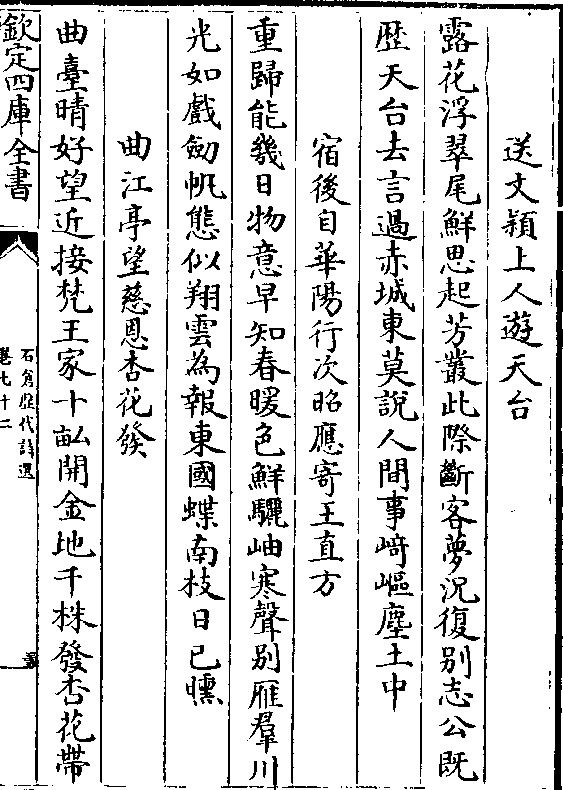 送文穎上人遊天台
露花浮翠尾鮮思起芳叢此際斷客夢況復别志公既
歴天台去言過赤城東莫說人間事﨑嶇塵土中
宿後自華陽行次昭應寄王直方
重歸能幾日物意早知春暖色鮮驪岫寒聲别雁羣川
光如戲劒帆態似翔雲為報東國蝶南枝日已曛
曲江亭望慈恩杏花發
曲臺晴好望近接梵王家十畝開金地千株發杏花帶
欽定四庫全書
石倉歴代詩選
卷七十二